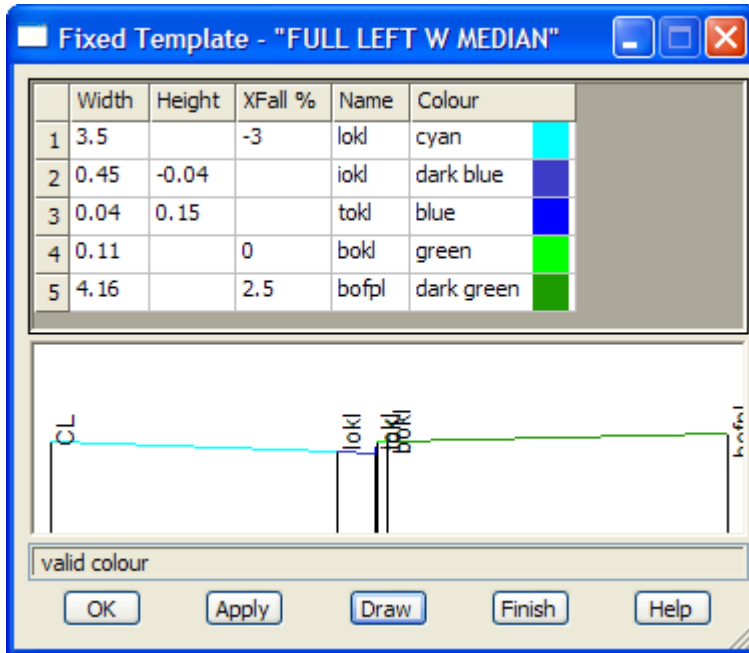 Fixed Template - "FULL LEFT W MEDIAN"
Width Height XFall % Name Colour
1 3.5 -3 lokl cyan
2 0.45 -0.04 iokl dark blue
3 0.04 0.15 tokl blue
4 0.11 0 bokl green
5 4.16 2.5 bofpl dark green
CL lokl bokl bofpl
valid colour
OK Apply Draw Finish Help